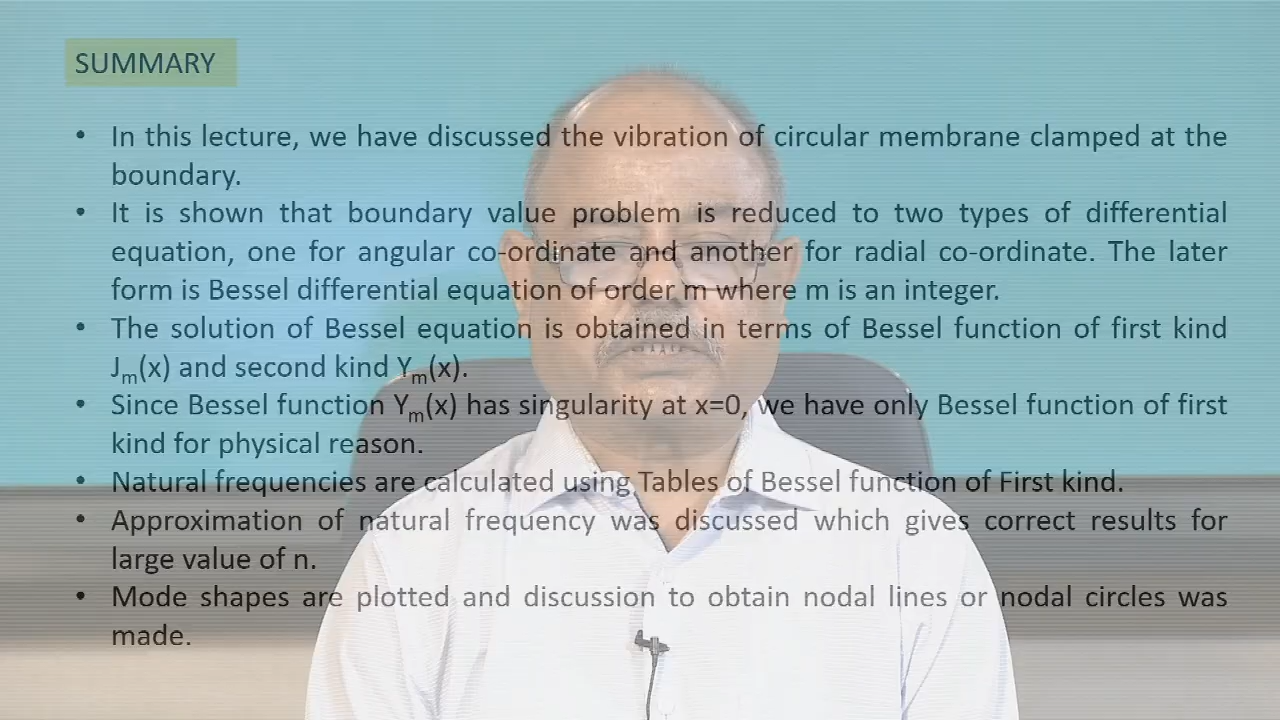 SUMMARY
• In this lecture, we have discussed the vibration of circular membrane clamped at the
boundary.
• It is shown that boundary value problem is reduced to two types of differential
equation, one for angular co-ordinate and another for radial co-ordinate. The later
form is Bessel differential equation of order m where m is an integer.
• The solution of Bessel equation is obtained in terms of Bessel function of first kind
Jₘ(x) and second kind Yₘ(x).
• Since Bessel function Yₘ(x) has singularity at x=0, we have only Bessel function of first
kind for physical reason.
• Natural frequencies are calculated using Tables of Bessel function of First kind.
• Approximation of natural frequency was discussed which gives correct results for
large value of n.
• Mode shapes are plotted and discussion to obtain nodal lines or nodal circles was
made.